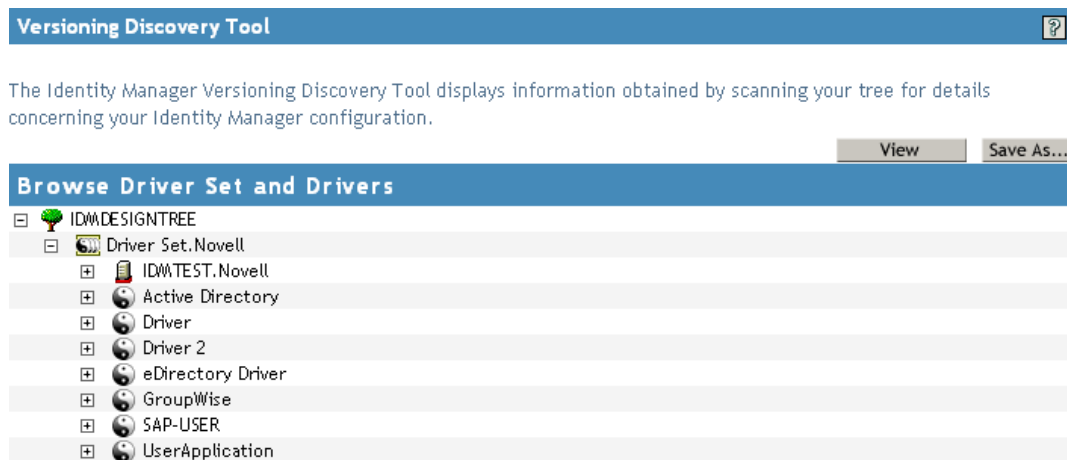 Versioning Discovery Tool
?
The Identity Manager Versioning Discovery Tool displays information obtained by scanning your tree for details
concerning your Identity Manager configuration.
View Save As...
Browse Driver Set and Drivers
IDMDESIGNTREE
Driver Set.Novell
IDMTEST.Novell
Active Directory
Driver
Driver 2
eDirectory Driver
GroupWise
SAP-USER
UserApplication